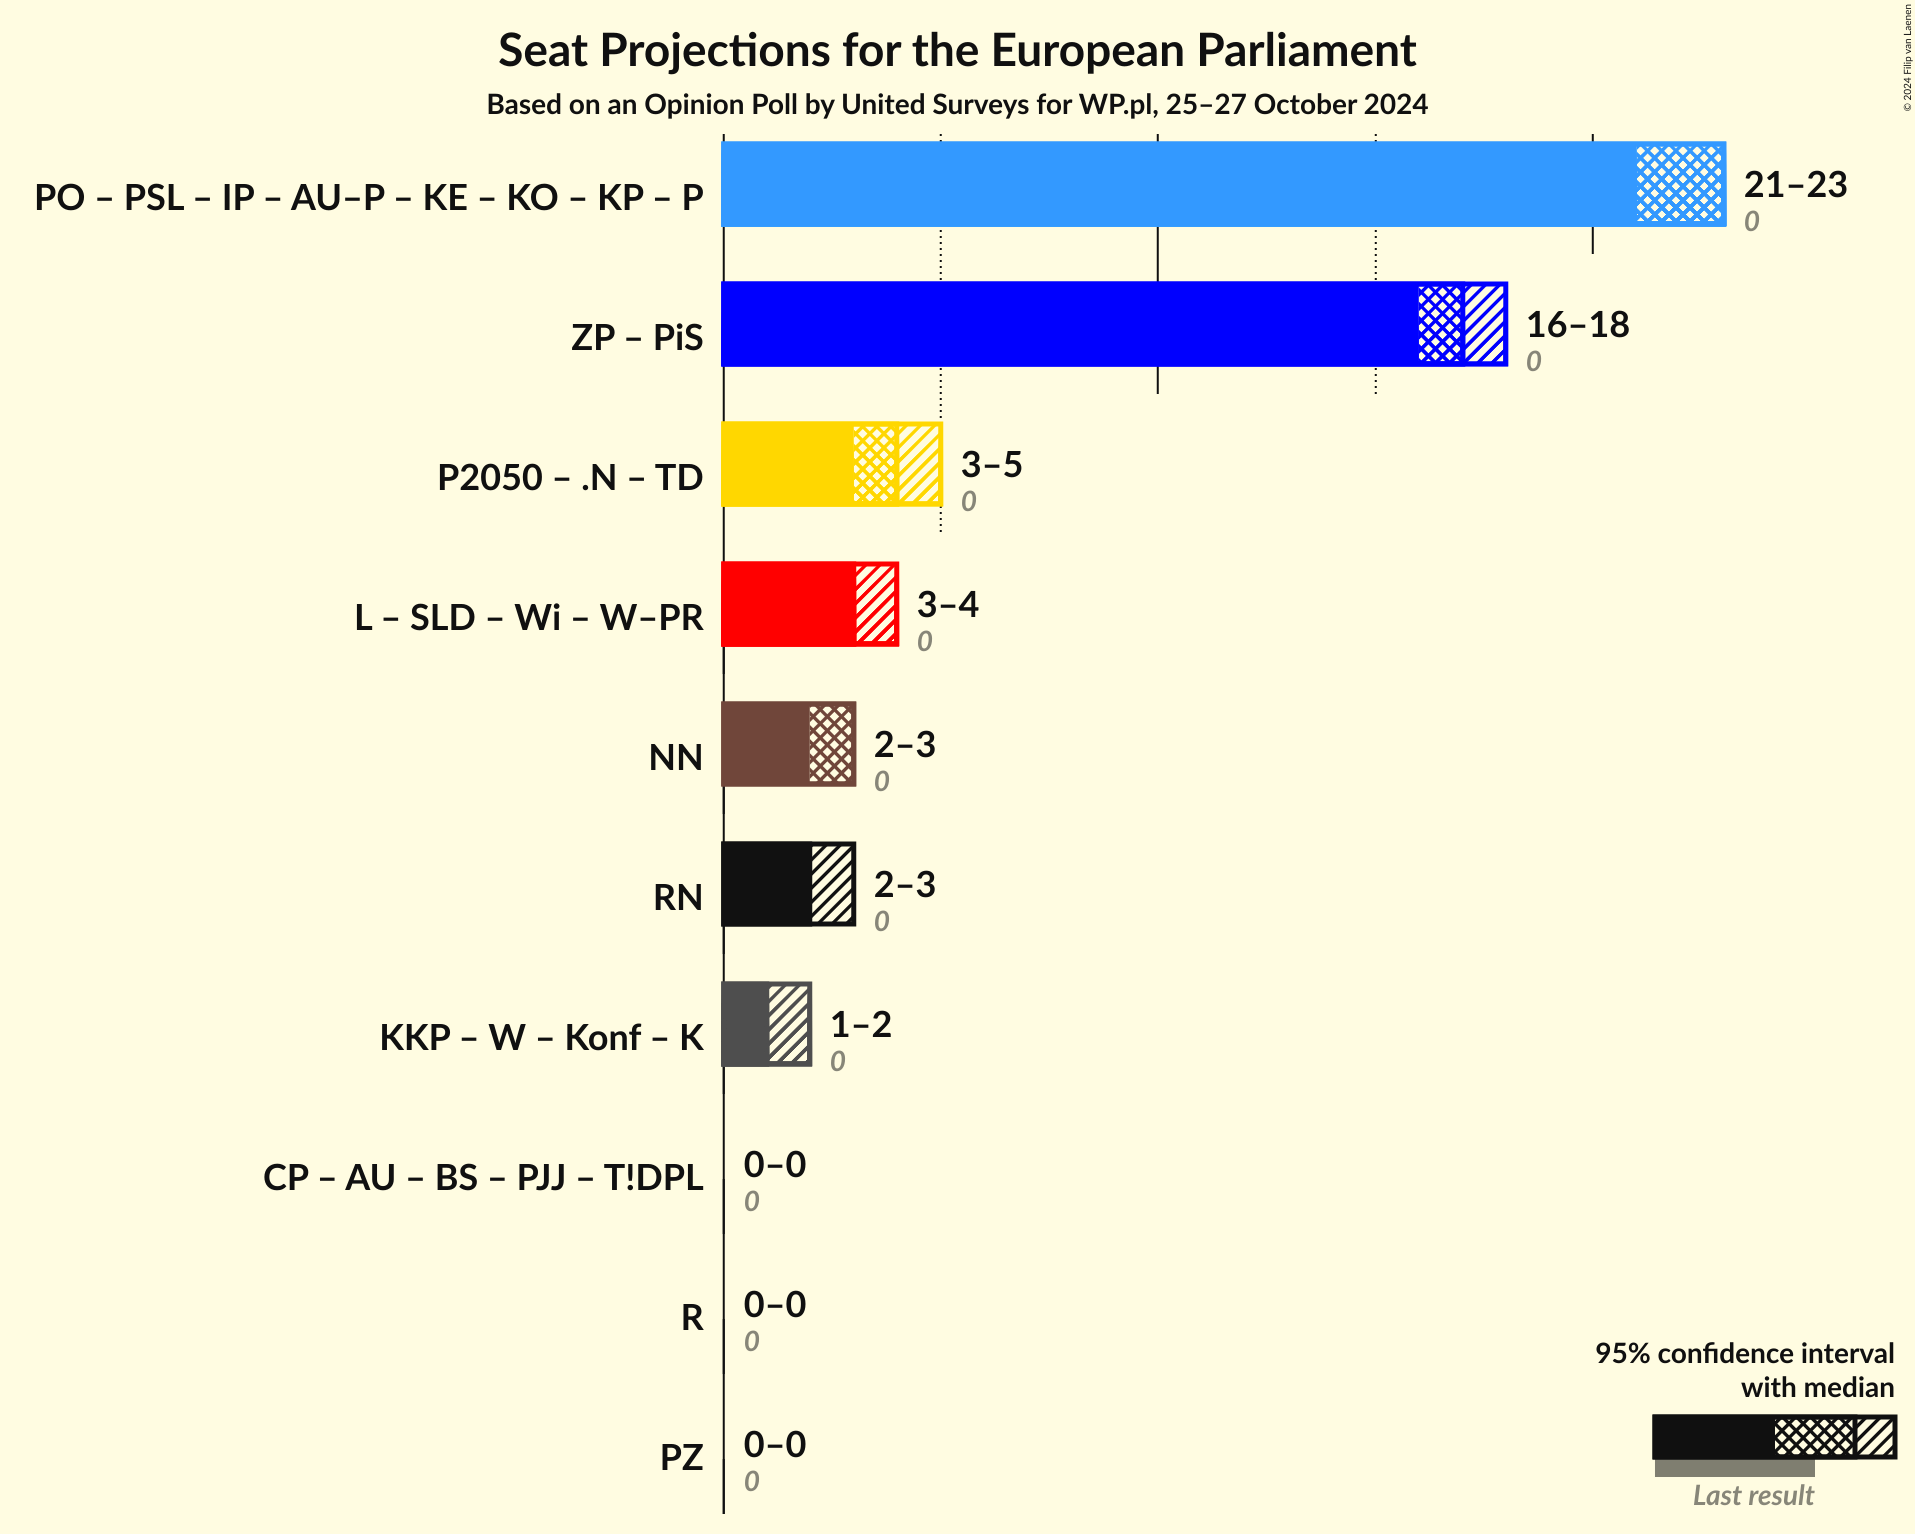 Seat Projections for the European Parliament
Based on an Opinion Poll by United Surveys for WP.pl, 25–27 October 2024
© 2024 Filip van Laenen
PO – PSL – IP – AU–P – KE – KO – KP – P
21–23
0
ZP – PiS
16–18
0
P2050 – .N – TD
3–5
0
L – SLD – Wi – W–PR
3–4
0
NN
2–3
0
RN
2–3
0
KKP – W – Konf – K
1–2
0
CP – AU – BS – PJJ – T!DPL
0–0
0
R
0–0
0
PZ
0–0
0
95% confidence interval
with median
Last result